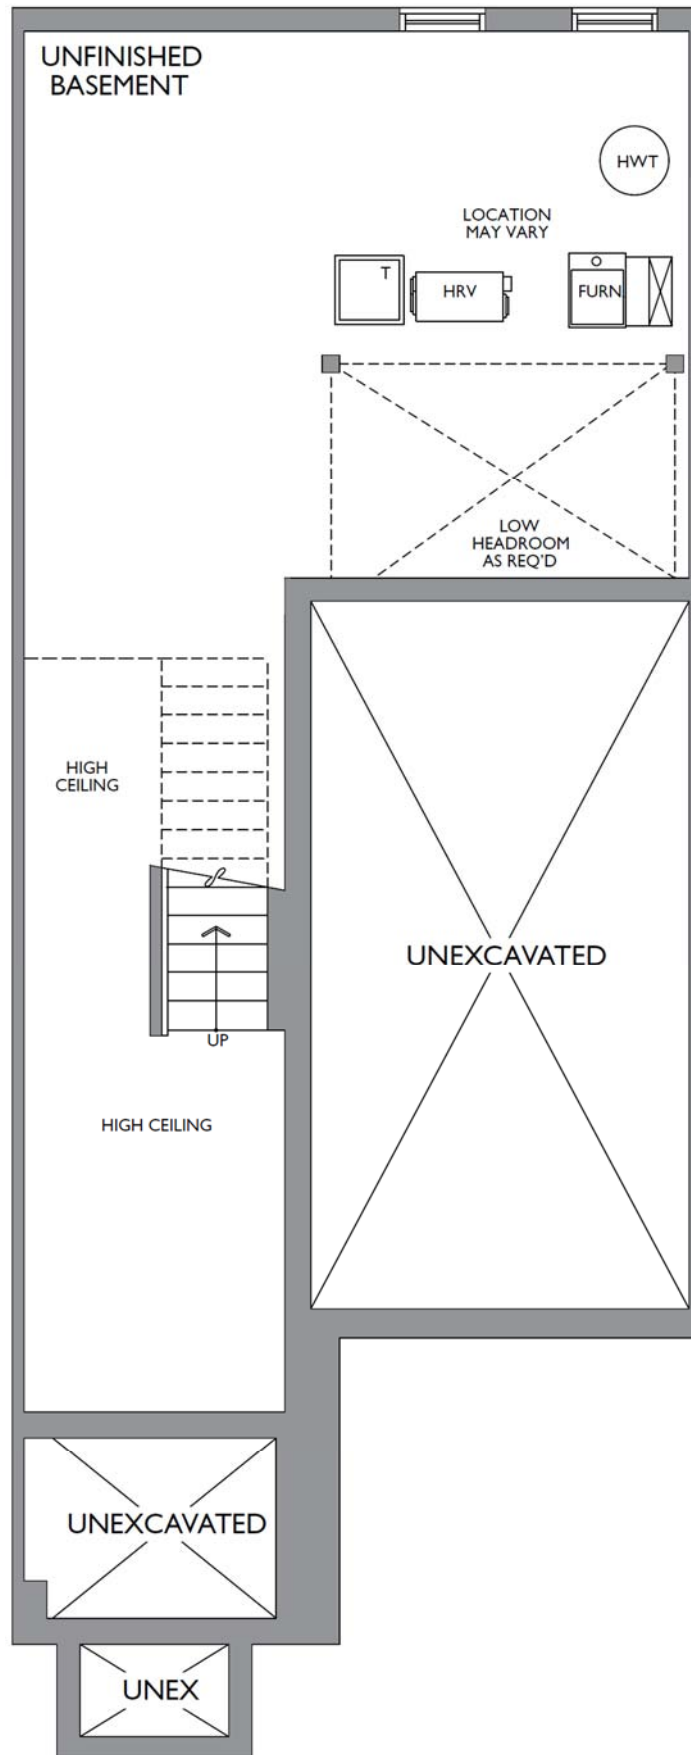 UNFINISHED
BASEMENT
HWT
LOCATION
MAY VARY
T
HRV
FURN.
LOW
HEADROOM
AS REQ'D
HIGH
CEILING
UNEXCAVATED
UP
HIGH CEILING
UNEXCAVATED
UNEX